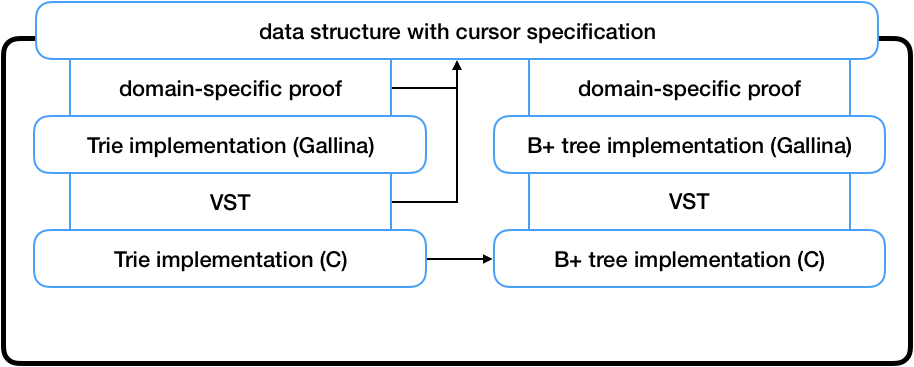 data structure with cursor specification
domain-specific proof
domain-specific proof
Trie implementation (Gallina)
B+ tree implementation (Gallina)
VST
VST
Trie implementation (C)
B+ tree implementation (C)